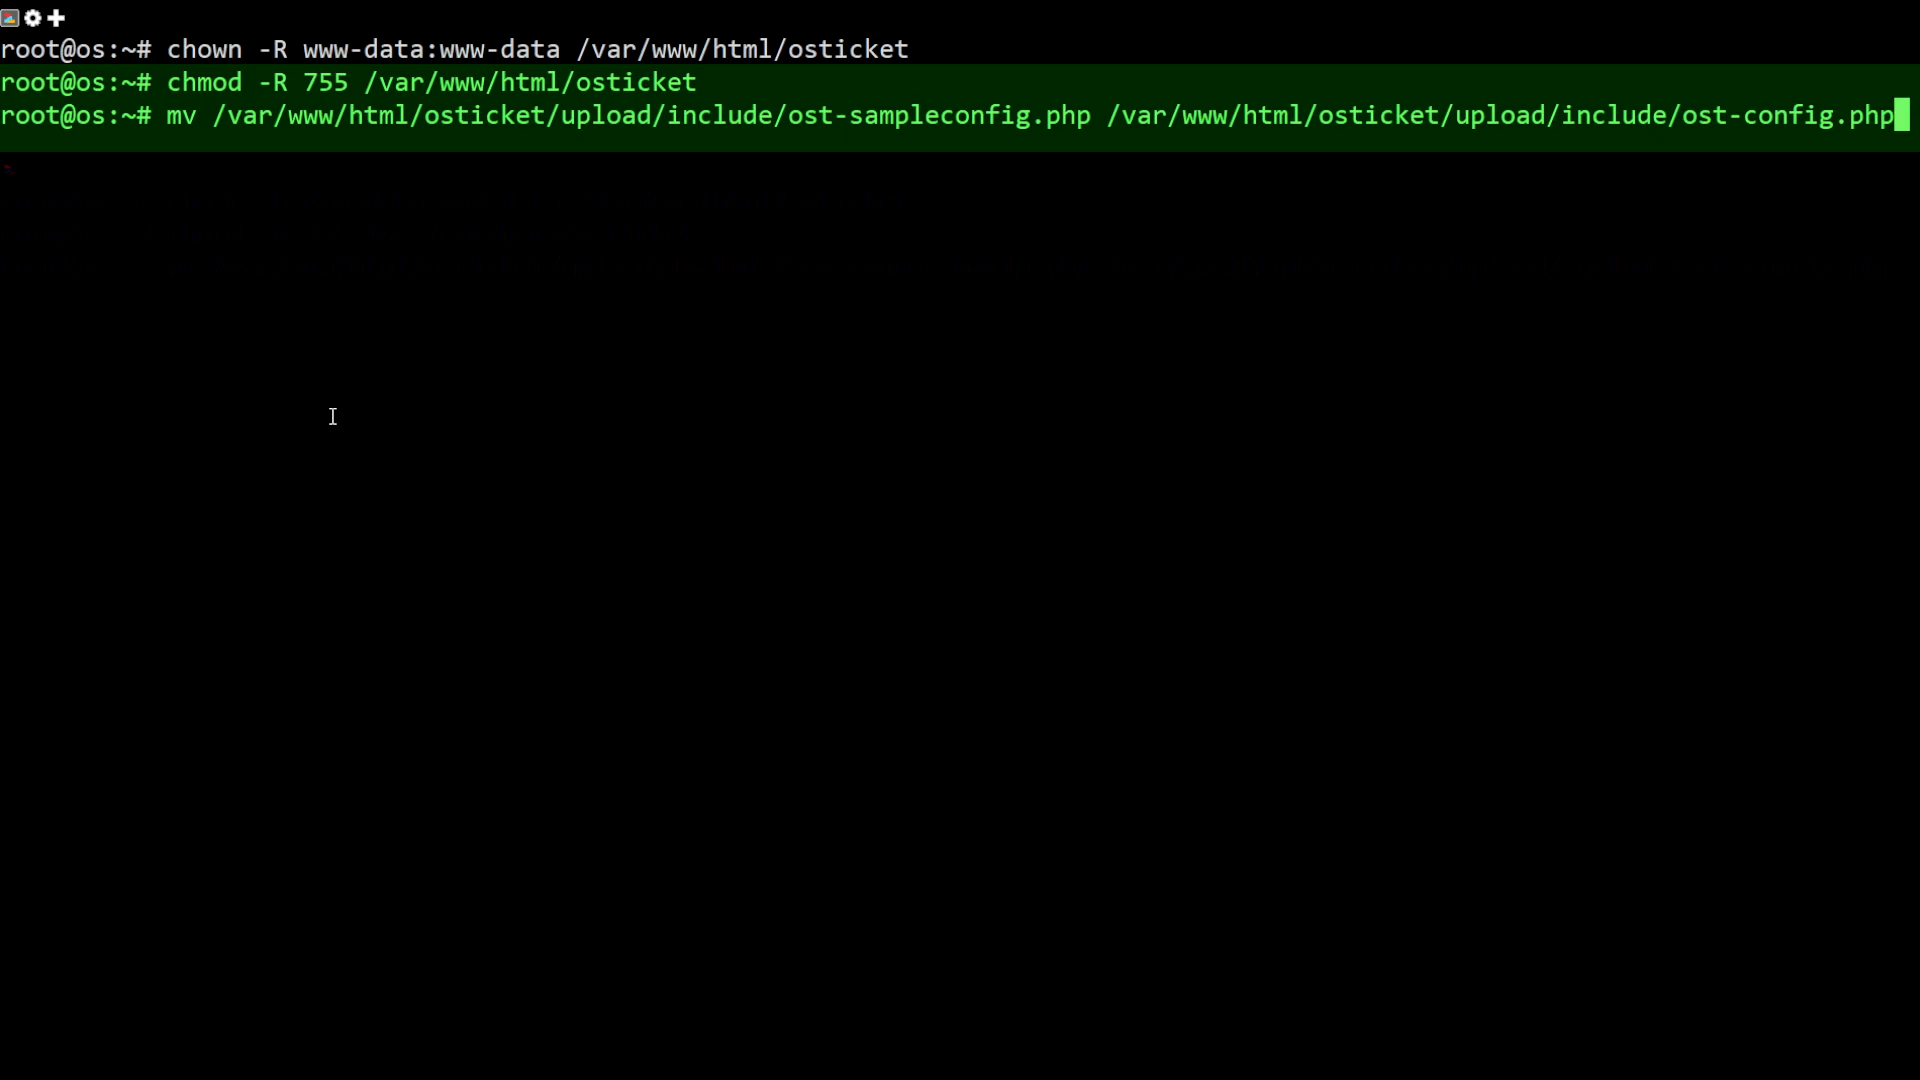 root@os:~# chown -R www-data:www-data /var/www/html/osticket
root@os:~# chmod -R 755 /var/www/html/osticket
root@os:~# mv /var/www/html/osticket/upload/include/ost-sampleconfig.php /var/www/html/osticket/upload/include/ost-config.php